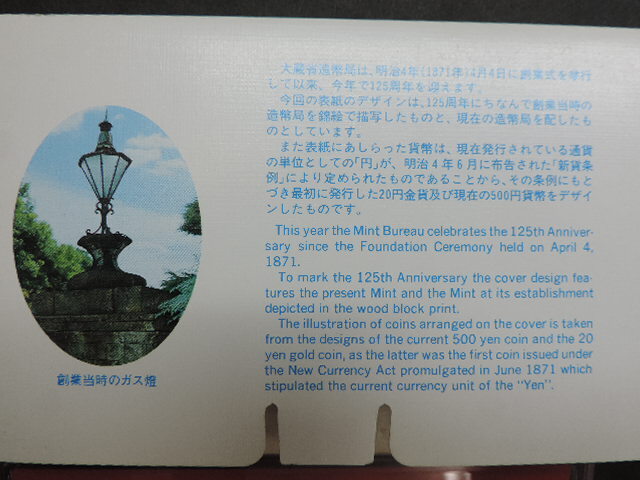 大蔵省造幣局は、明治4年(1871年)4月4日に創業式を挙行
して以来、今年で125周年を迎えます。
今回の表紙のデザインは、125周年にちなんで創業当時の
造幣局を錦絵で描写したものと、現在の造幣局を配したも
のとしています。
また表紙にあしらった貨幣は、現在発行されている通貨
の単位としての「円」が、明治4年6月に布告された「新貨条
例」により定められたものであることから、その条例にもと
づき最初に発行した20円金貨及び現在の500円貨幣をデザイ
ンしたものです。
This year the Mint Bureau celebrates the 125th Anniver-
sary since the Foundation Ceremony held on April 4,
1871.
To mark the 125th Anniversary the cover design fea-
tures the present Mint and the Mint at its establishment
depicted in the wood block print.
The illustration of coins arranged on the cover is taken
from the designs of the current 500 yen coin and the 20
yen gold coin, as the latter was the first coin issued under
the New Currency Act promulgated in June 1871 which
stipulated the current currency unit of the "Yen".
創業当時のガス燈